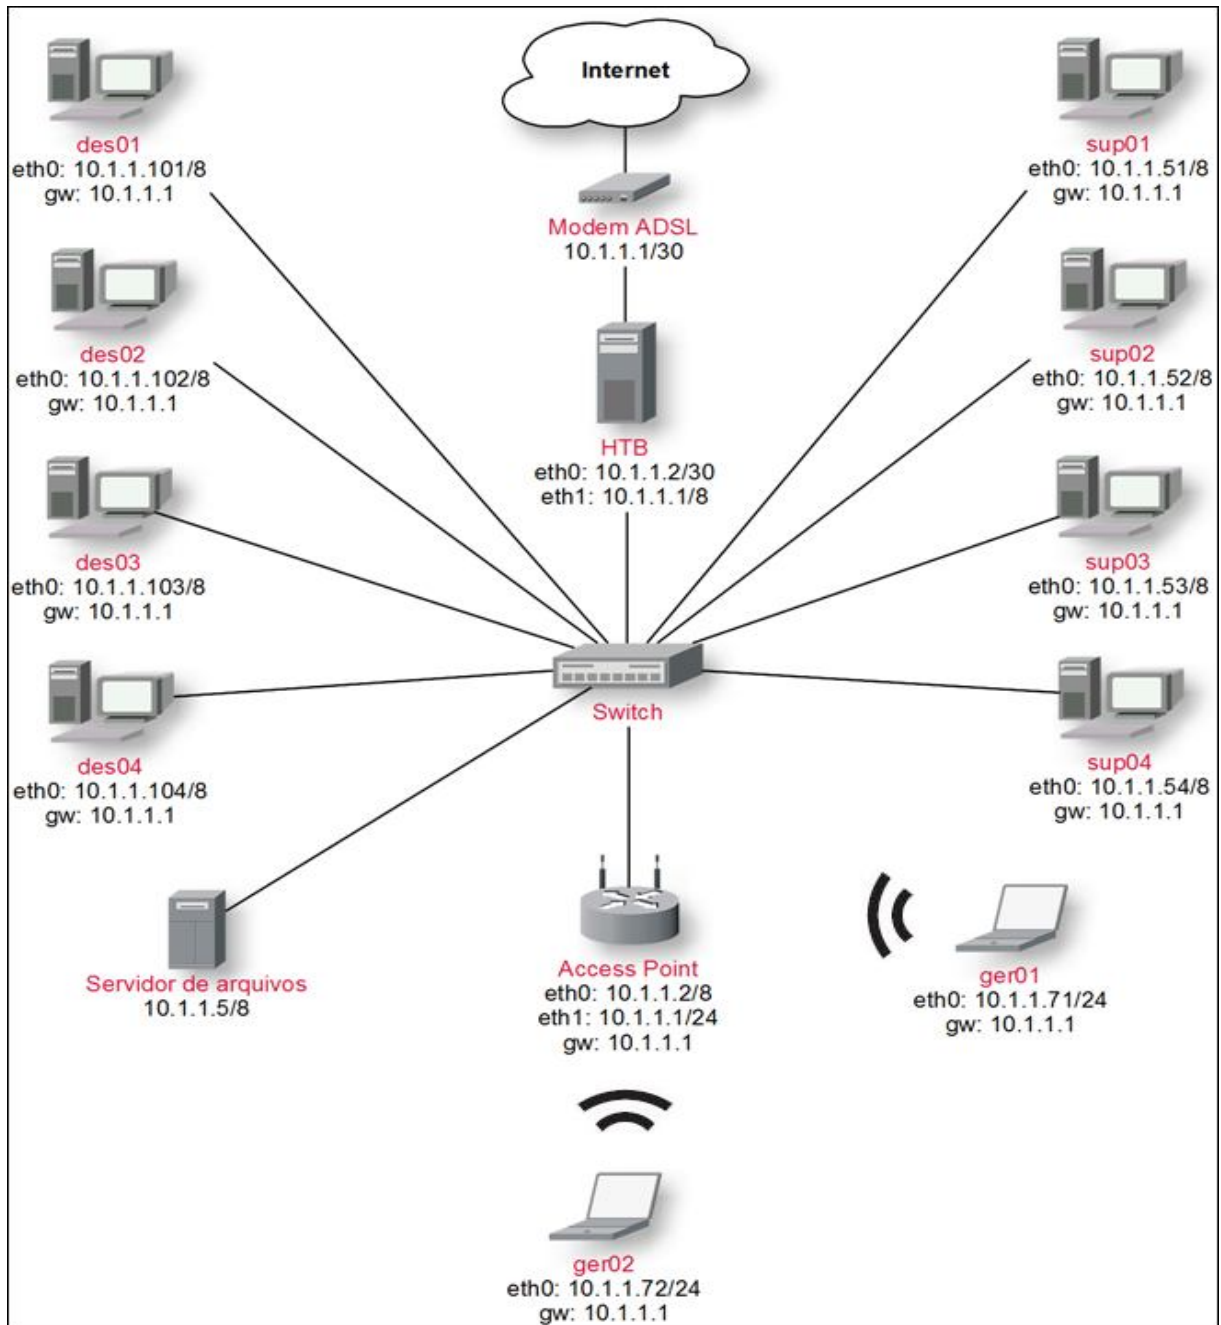 Internet
des01
eth0: 10.1.1.101/8
gw: 10.1.1.1
Modem ADSL
10.1.1.1/30
sup01
eth0: 10.1.1.51/8
gw: 10.1.1.1
des02
eth0: 10.1.1.102/8
gw: 10.1.1.1
HTB
eth0: 10.1.1.2/30
eth1: 10.1.1.1/8
sup02
eth0: 10.1.1.52/8
gw: 10.1.1.1
des03
eth0: 10.1.1.103/8
gw: 10.1.1.1
sup03
eth0: 10.1.1.53/8
gw: 10.1.1.1
Switch
des04
eth0: 10.1.1.104/8
gw: 10.1.1.1
sup04
eth0: 10.1.1.54/8
gw: 10.1.1.1
Servidor de arquivos
10.1.1.5/8
Access Point
eth0: 10.1.1.2/8
eth1: 10.1.1.1/24
gw: 10.1.1.1
ger01
eth0: 10.1.1.71/24
gw: 10.1.1.1
ger02
eth0: 10.1.1.72/24
gw: 10.1.1.1